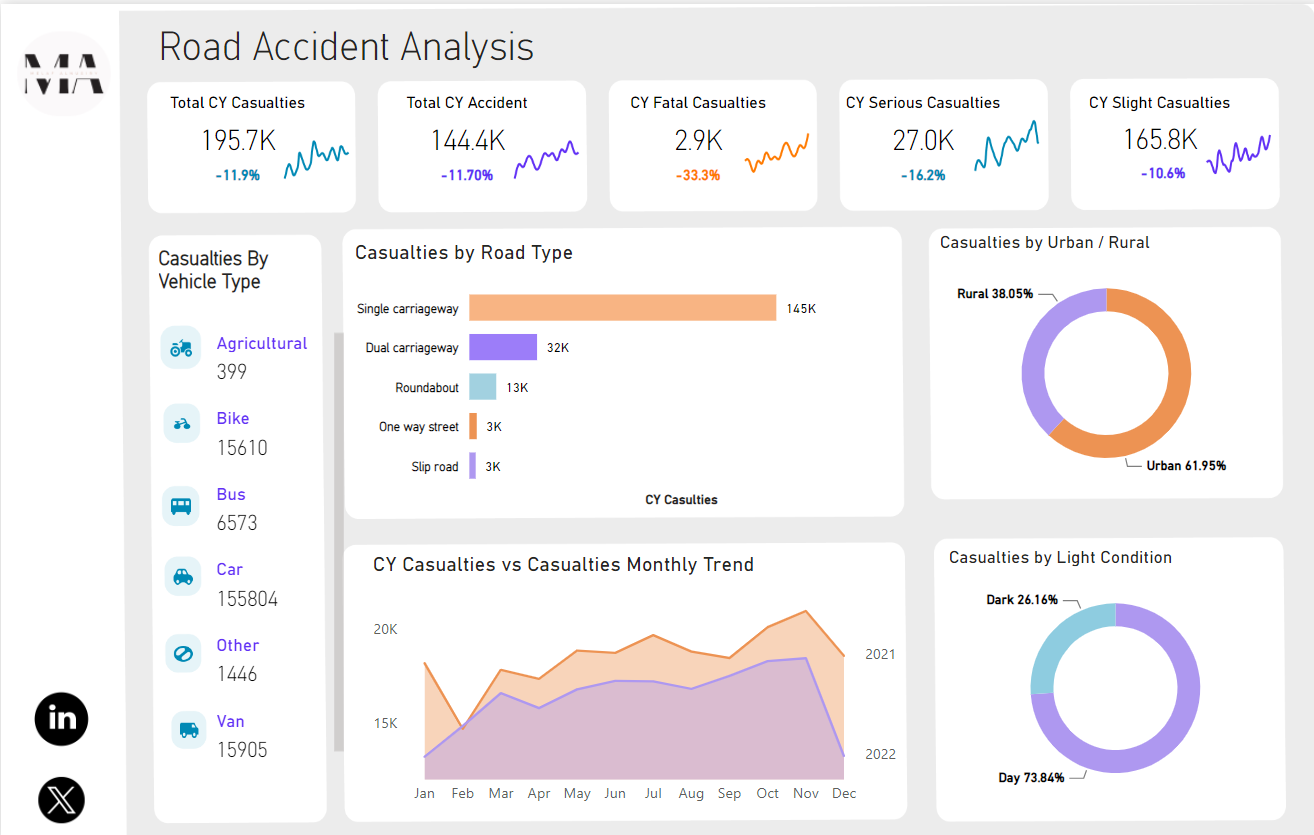 MA
Road Accident Analysis
Total CY Casualties
195.7K
-11.9%
Total CY Accident
144.4K
-11.70%
CY Fatal Casualties
2.9K
-33.3%
CY Serious Casualties
27.0K
-16.2%
CY Slight Casualties
165.8K
-10.6%
Casualties By
Vehicle Type
Agricultural
399
Bike
15610
Bus
6573
Car
155804
Other
1446
Van
15905
Casualties by Road Type
Single carriageway
145K
Dual carriageway
32K
Roundabout
13K
One way street
3K
Slip road
3K
CY Casulties
Casualties by Urban / Rural
Rural 38.05%
Urban 61.95%
CY Casualties vs Casualties Monthly Trend
20K
15K
2021
2022
Jan Feb Mar Apr May Jun Jul Aug Sep Oct Nov Dec
Casualties by Light Condition
Dark 26.16%
Day 73.84%
in
X